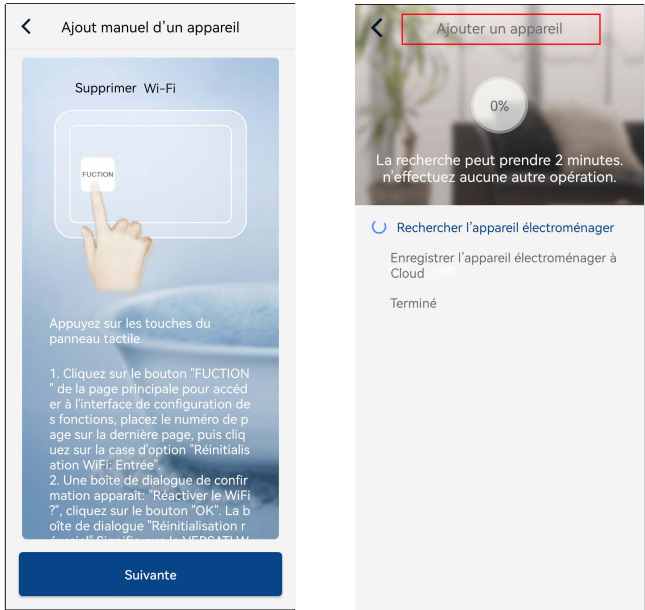 Ajout manuel d’un appareil
Supprimer Wi-Fi
FUCTION
Appuyez sur les touches du
panneau tactile
1. Cliquez sur le bouton "FUCTION
" de la page principale pour accéd
er à l'interface de configuration de
s fonctions, placez le numéro de p
age sur la dernière page, puis cliq
uez sur la case d'option "Réinitialis
ation WiFi: Entrée".
2. Une boîte de dialogue de confir
mation apparaît: "Réactiver le WiFi
?", cliquez sur le bouton "OK". La b
oîte de dialogue "Réinitialisation r
Suivante
Ajouter un appareil
0%
La recherche peut prendre 2 minutes.
n’effectuez aucune autre opération.
Rechercher l’appareil électroménager
Enregistrer l’appareil électroménager à
Cloud
Terminé